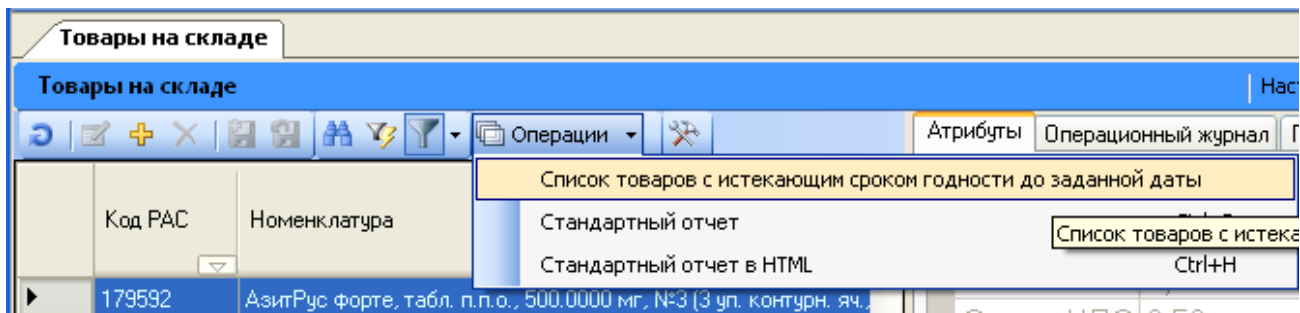 Товары на складе
Товары на складе
Операции
Атрибуты
Операционный журнал
Список товаров с истекающим сроком годности до заданной даты
Код РАС
Номенклатура
Стандартный отчет
Список товаров с
Стандартный отчет в HTML
Ctrl+H
179592
АзитРус форте, табл. п.п.о., 500.0000 мг, №3 (3 уп. контурн. яч.,